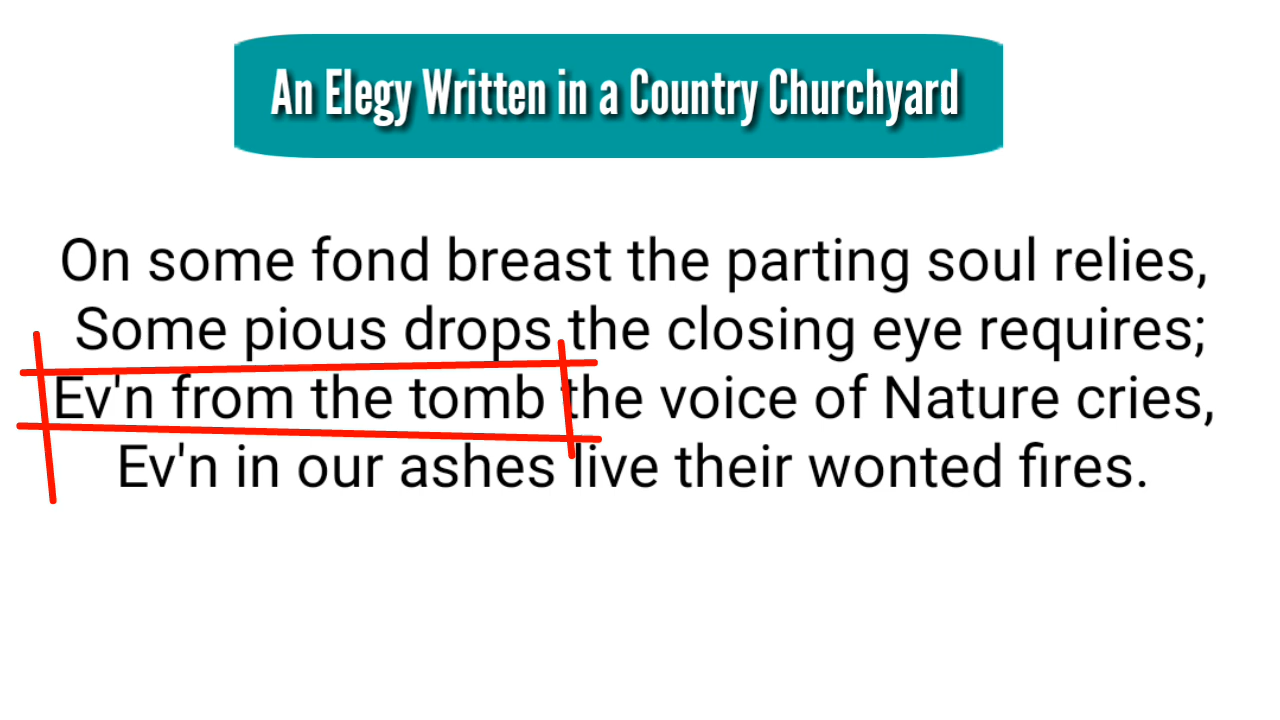 An Elegy Written in a Country Churchyard
On some fond breast the parting soul relies,
Some pious drops the closing eye requires;
Ev'n from the tomb the voice of Nature cries,
Ev'n in our ashes live their wonted fires.